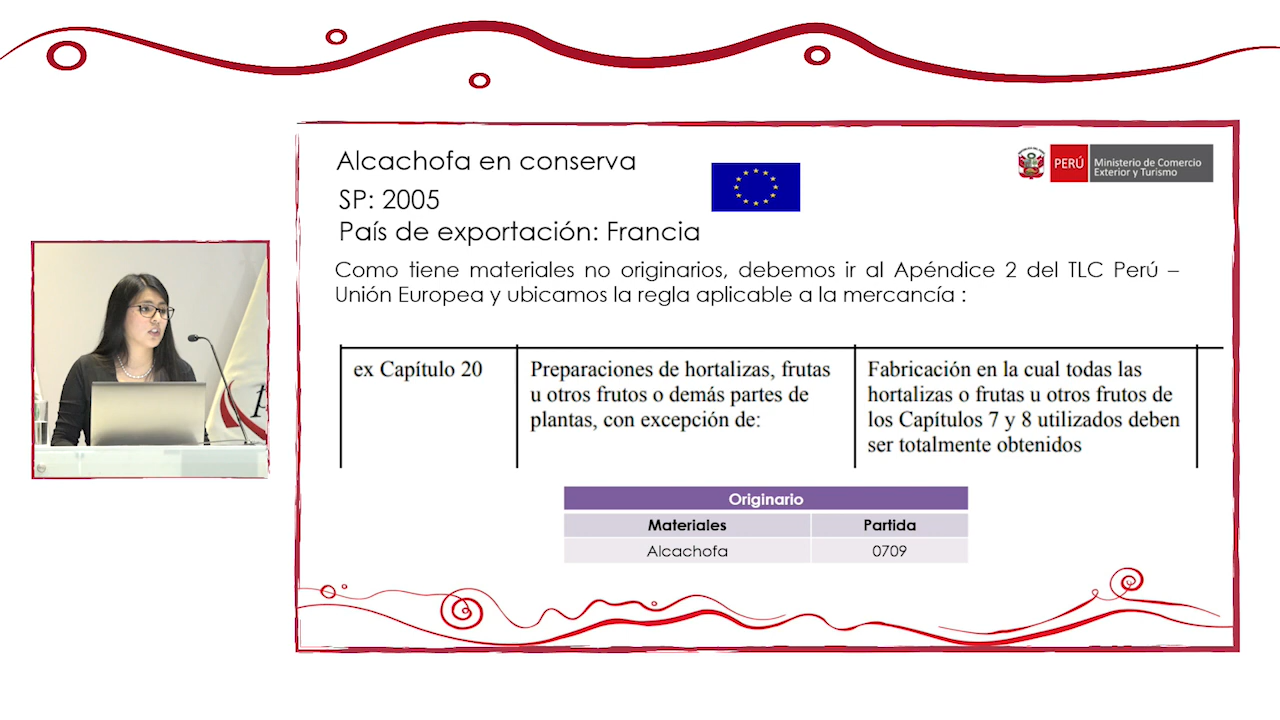 Alcachofa en conserva
SP: 2005
País de exportación: Francia
PERÚ
Ministerio de Comercio
Exterior y Turismo
Como tiene materiales no originarios, debemos ir al Apéndice 2 del TLC Perú –
Unión Europea y ubicamos la regla aplicable a la mercancía :
ex Capítulo 20
Preparaciones de hortalizas, frutas
u otros frutos o demás partes de
plantas, con excepción de:
Fabricación en la cual todas las
hortalizas o frutas u otros frutos de
los Capítulos 7 y 8 utilizados deben
ser totalmente obtenidos
Originario
Materiales
Partida
Alcachofa
0709